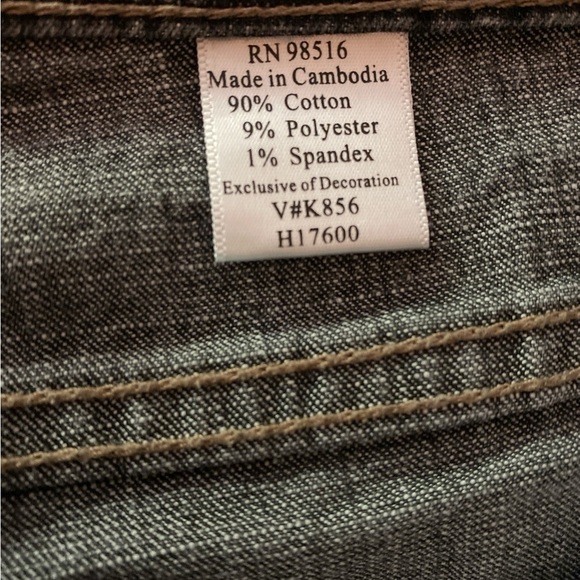 RN 98516
Made in Cambodia
90% Cotton
9% Polyester
1% Spandex
Exclusive of Decoration
V#K856
H17600